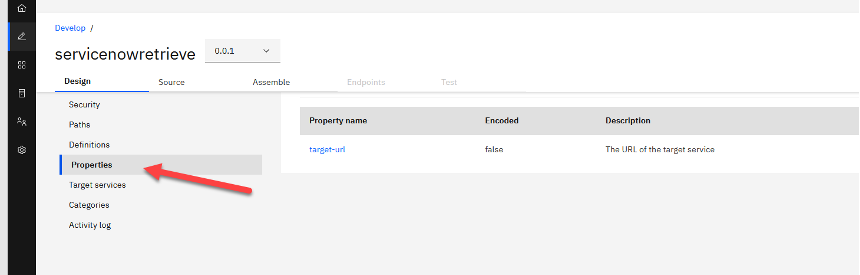 Develop /
servicenowretrieve 0.0.1
Design Source Assemble Endpoints Test
Security
Paths
Definitions
Properties
Target services
Categories
Activity log
Property name Encoded Description
target-url false The URL of the target service